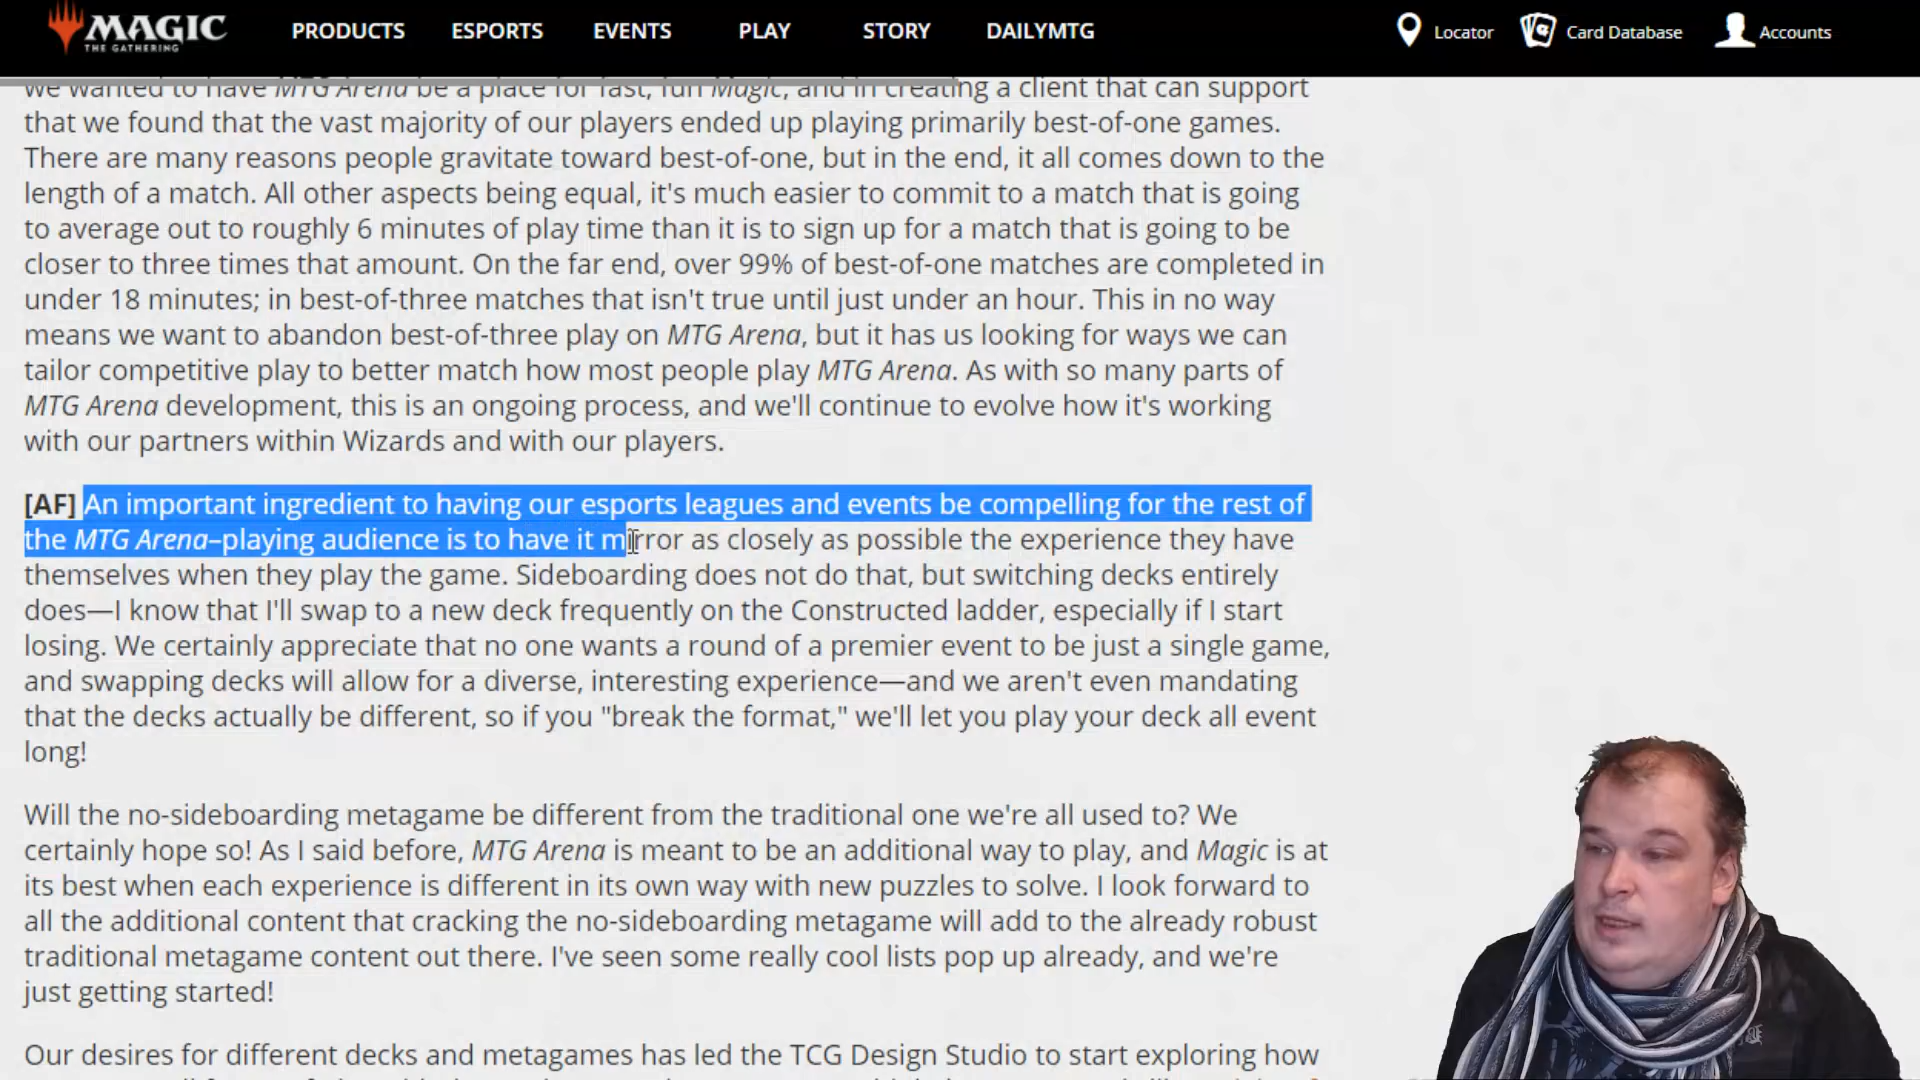 MAGIC
THE GATHERING
PRODUCTS
ESPORTS
EVENTS
PLAY
STORY
DAILYMTG
Locator
Card Database
Accounts
we wanted to have MTG Arena be a place for fast, fun Magic, and in creating a client that can support
that we found that the vast majority of our players ended up playing primarily best-of-one games.
There are many reasons people gravitate toward best-of-one, but in the end, it all comes down to the
length of a match. All other aspects being equal, it's much easier to commit to a match that is going
to average out to roughly 6 minutes of play time than it is to sign up for a match that is going to be
closer to three times that amount. On the far end, over 99% of best-of-one matches are completed in
under 18 minutes; in best-of-three matches that isn't true until just under an hour. This in no way
means we want to abandon best-of-three play on MTG Arena, but it has us looking for ways we can
tailor competitive play to better match how most people play MTG Arena. As with so many parts of
MTG Arena development, this is an ongoing process, and we'll continue to evolve how it's working
with our partners within Wizards and with our players.
[AF] An important ingredient to having our esports leagues and events be compelling for the rest of
the MTG Arena–playing audience is to have it mirror as closely as possible the experience they have
themselves when they play the game. Sideboarding does not do that, but switching decks entirely
does—I know that I'll swap to a new deck frequently on the Constructed ladder, especially if I start
losing. We certainly appreciate that no one wants a round of a premier event to be just a single game,
and swapping decks will allow for a diverse, interesting experience—and we aren't even mandating
that the decks actually be different, so if you "break the format," we'll let you play your deck all event
long!
Will the no-sideboarding metagame be different from the traditional one we're all used to? We
certainly hope so! As I said before, MTG Arena is meant to be an additional way to play, and Magic is at
its best when each experience is different in its own way with new puzzles to solve. I look forward to
all the additional content that cracking the no-sideboarding metagame will add to the already robust
traditional metagame content out there. I've seen some really cool lists pop up already, and we're
just getting started!
Our desires for different decks and metagames has led the TCG Design Studio to start exploring how